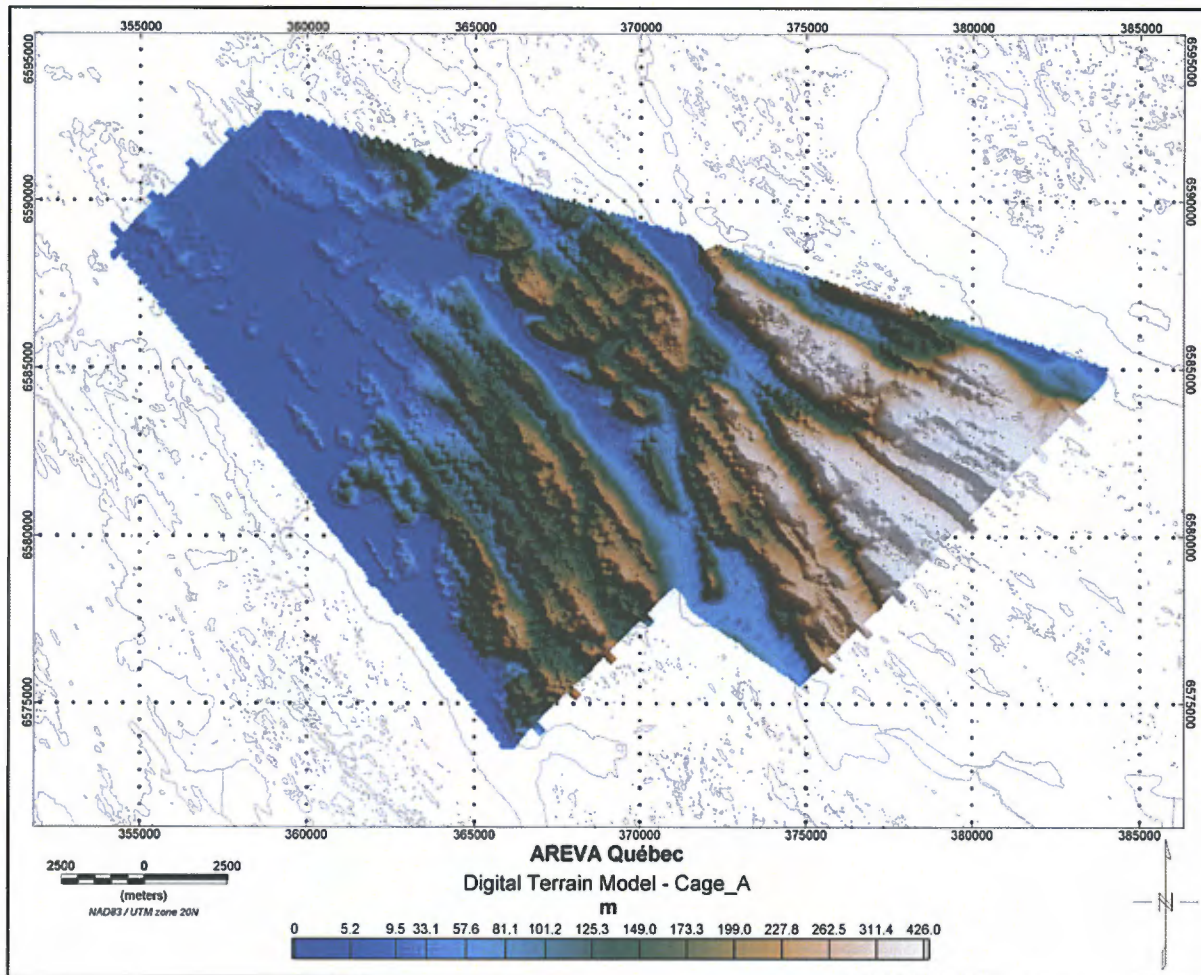 355000 360000 365000 370000 375000 380000 385000
6595000 6595000
6590000 6590000
6585000 6585000
6580000 6580000
6575000 6575000
355000 360000 365000 370000 375000 380000 385000
AREVA Québec
2500 0 2500
Digital Terrain Model - Cage_A
(meters)
m
NAD83 / UTM zone 20N
N
0 5.2 9.5 33.1 57.6 81.1 101.2 125.3 149.0 173.3 199.0 227.8 262.5 311.4 426.0